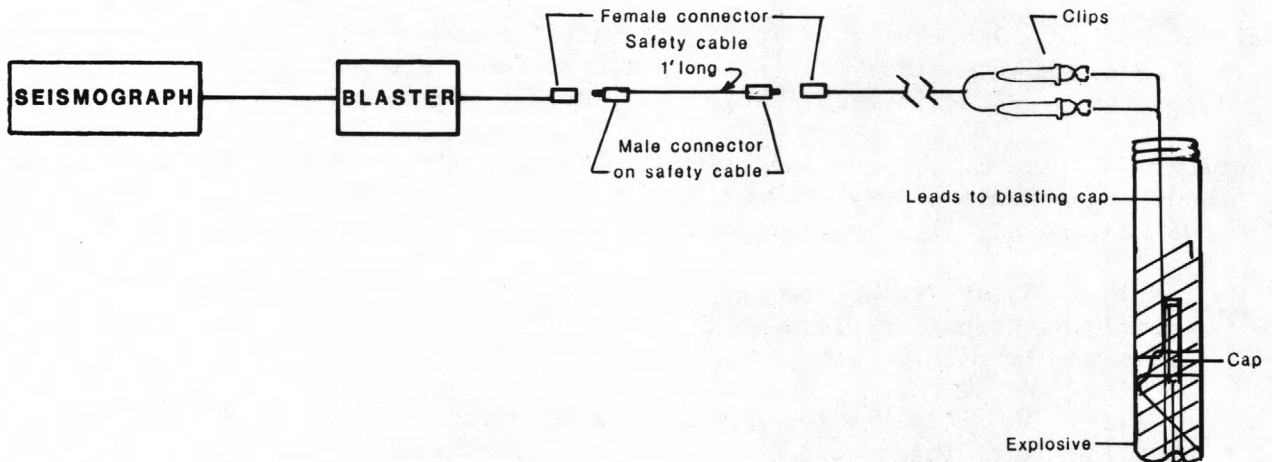 Female connector
Safety cable
1' long
Clips
SEISMOGRAPH
BLASTER
Male connector
on safety cable
Leads to blasting cap
Cap
Explosive